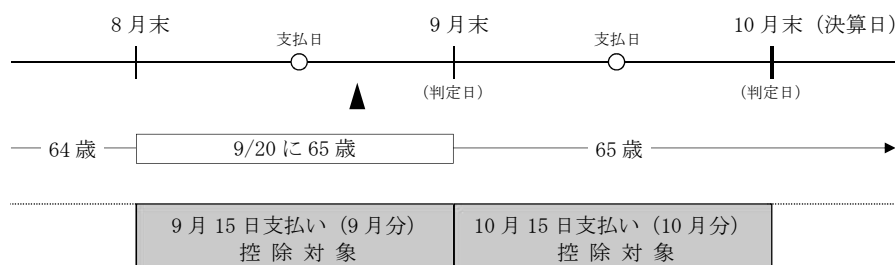 8月末 9月末 10月末（決算日）
支払日 支払日
（判定日） （判定日）
64歳 9/20に65歳 65歳
9月15日支払い（9月分） 10月15日支払い（10月分）
控除対象 控除対象